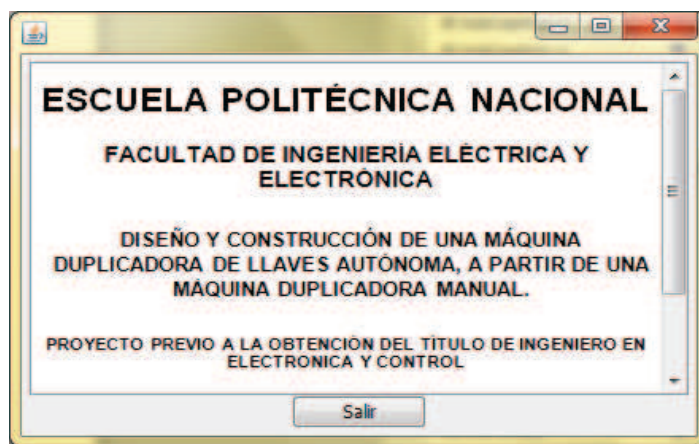 ESCUELA POLITÉCNICA NACIONAL
FACULTAD DE INGENIERÍA ELÉCTRICA Y
ELECTRÓNICA
DISEÑO Y CONSTRUCCIÓN DE UNA MÁQUINA
DUPLICADORA DE LLAVES AUTÓNOMA, A PARTIR DE UNA
MÁQUINA DUPLICADORA MANUAL.
PROYECTO PREVIO A LA OBTENCIÓN DEL TÍTULO DE INGENIERO EN
ELECTRONICA Y CONTROL
Salir